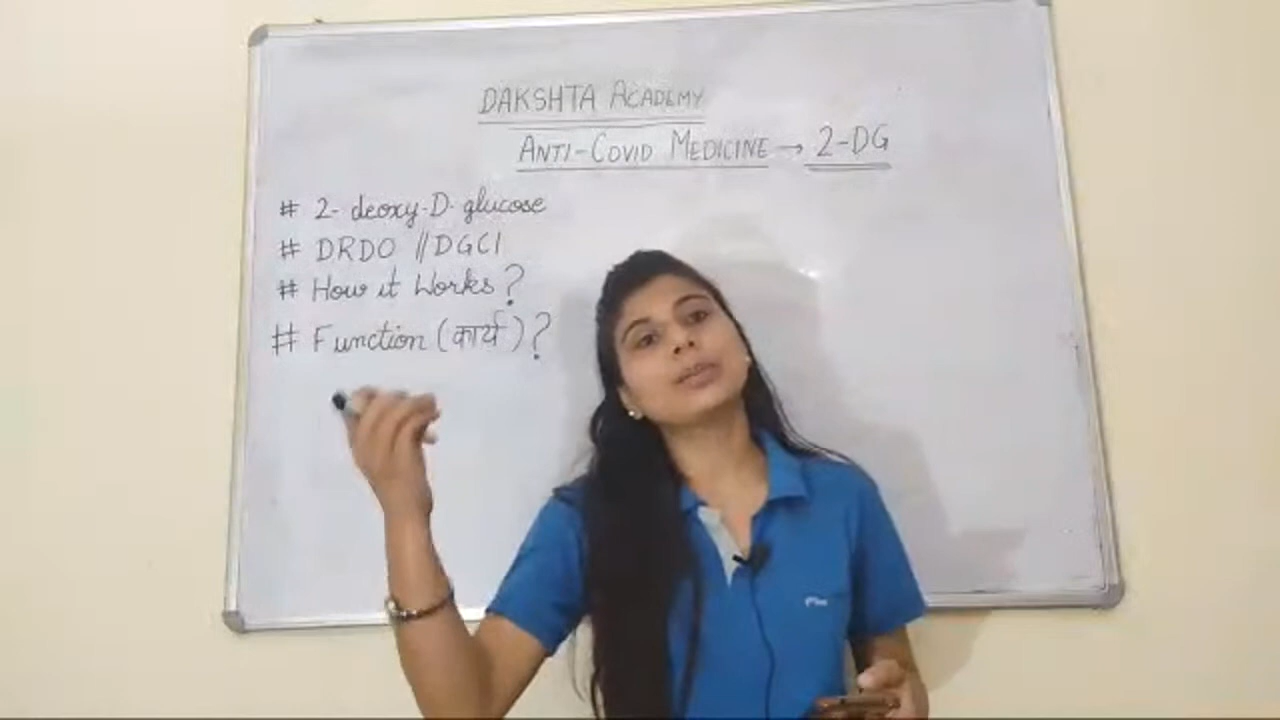 DAKSHTA ACADEMY
ANTI-COVID MEDICINE → 2-DG
# 2-deoxy-D-glucose
# DRDO //DGCI
# How it Works?
# Function (कार्य)?